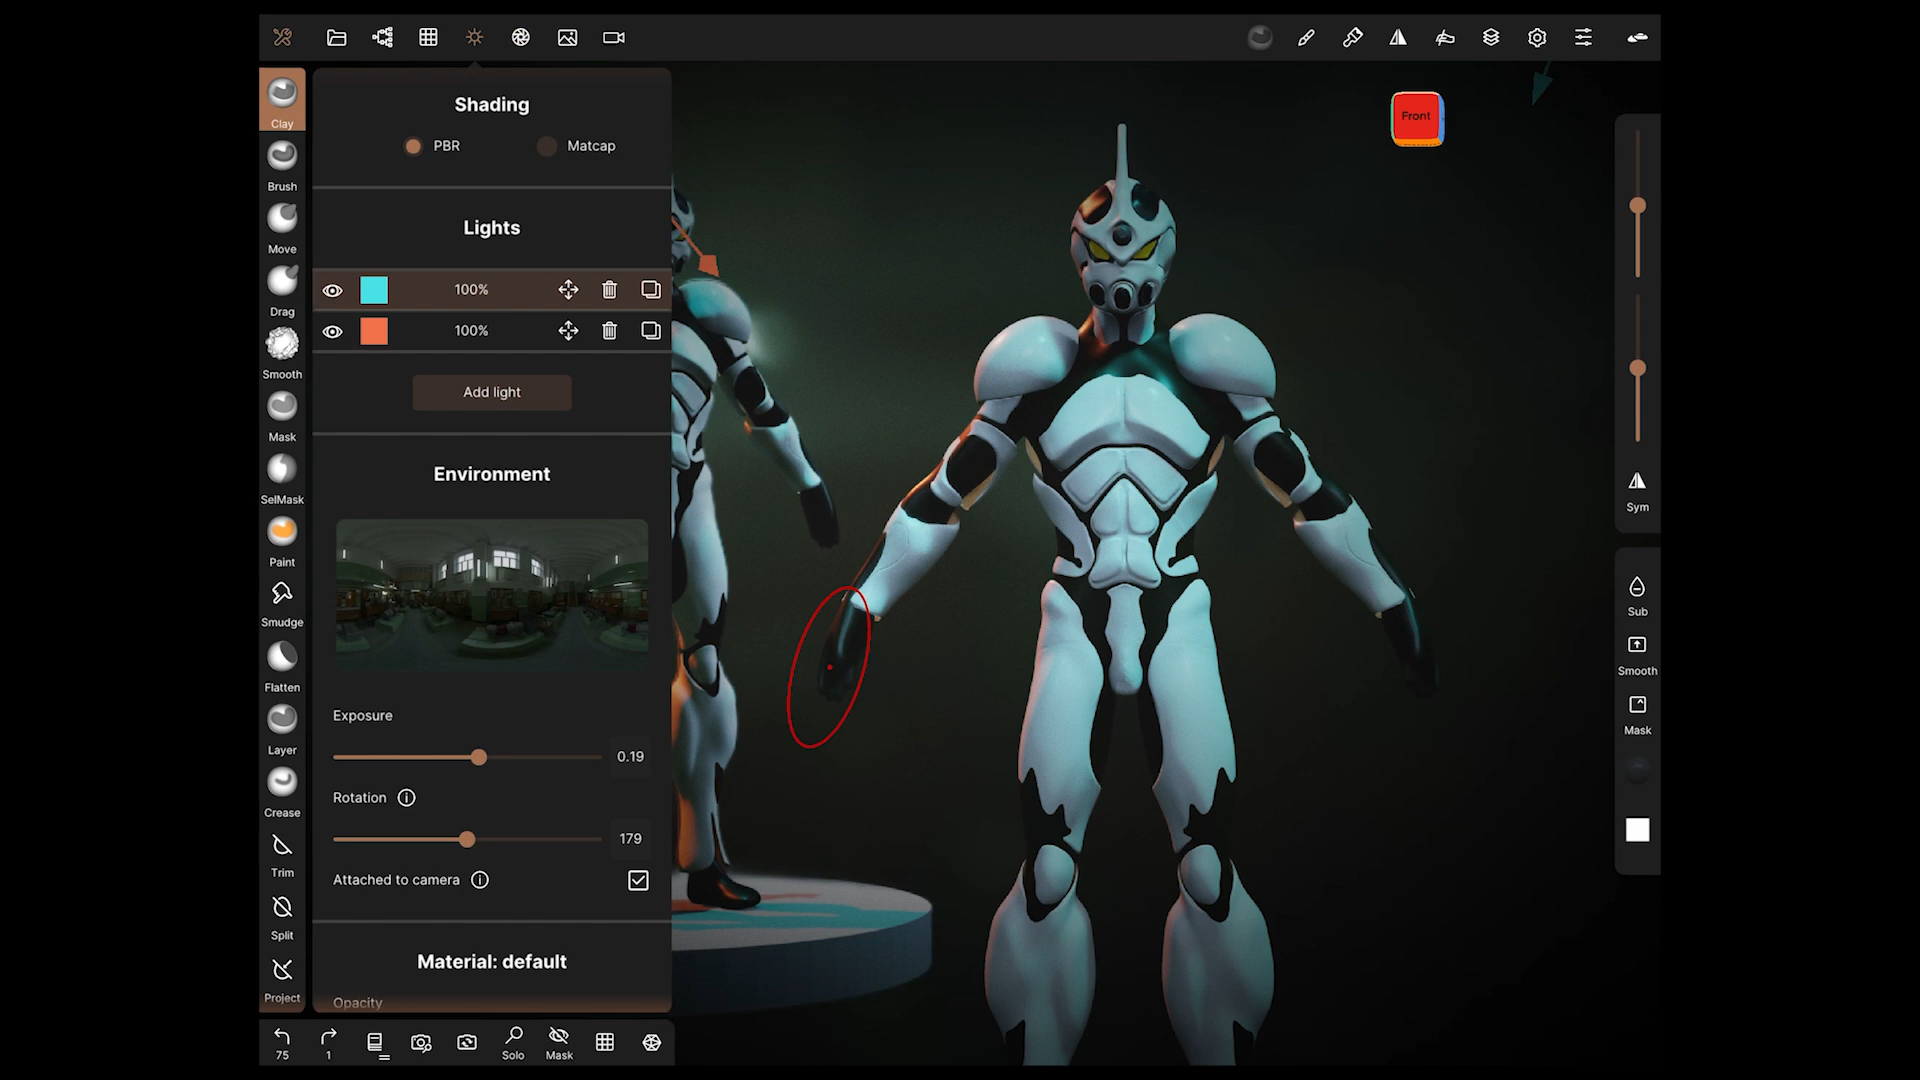 Shading
PBR
Matcap
Lights
100%
100%
Add light
Environment
Exposure
0.19
Rotation
179
Attached to camera
Material: default
Opacity
Clay
Brush
Move
Drag
Smooth
Mask
SelMask
Paint
Smudge
Flatten
Layer
Crease
Trim
Split
Project
75
1
Solo
Mask
Front
Sym
Sub
Smooth
Mask